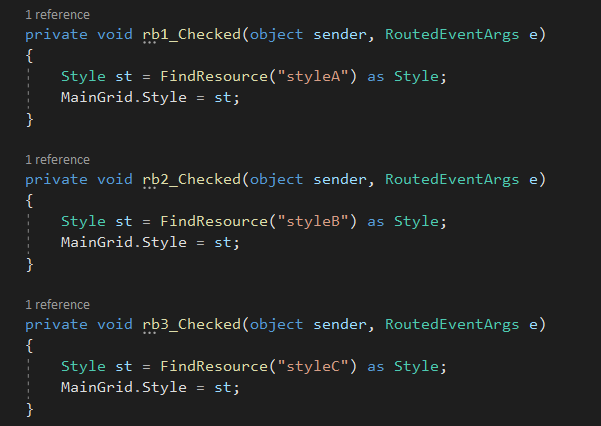 1 reference
private void rb1_Checked(object sender, RoutedEventArgs e)
{
    Style st = FindResource("styleA") as Style;
    MainGrid.Style = st;
}
1 reference
private void rb2_Checked(object sender, RoutedEventArgs e)
{
    Style st = FindResource("styleB") as Style;
    MainGrid.Style = st;
}
1 reference
private void rb3_Checked(object sender, RoutedEventArgs e)
{
    Style st = FindResource("styleC") as Style;
    MainGrid.Style = st;
}